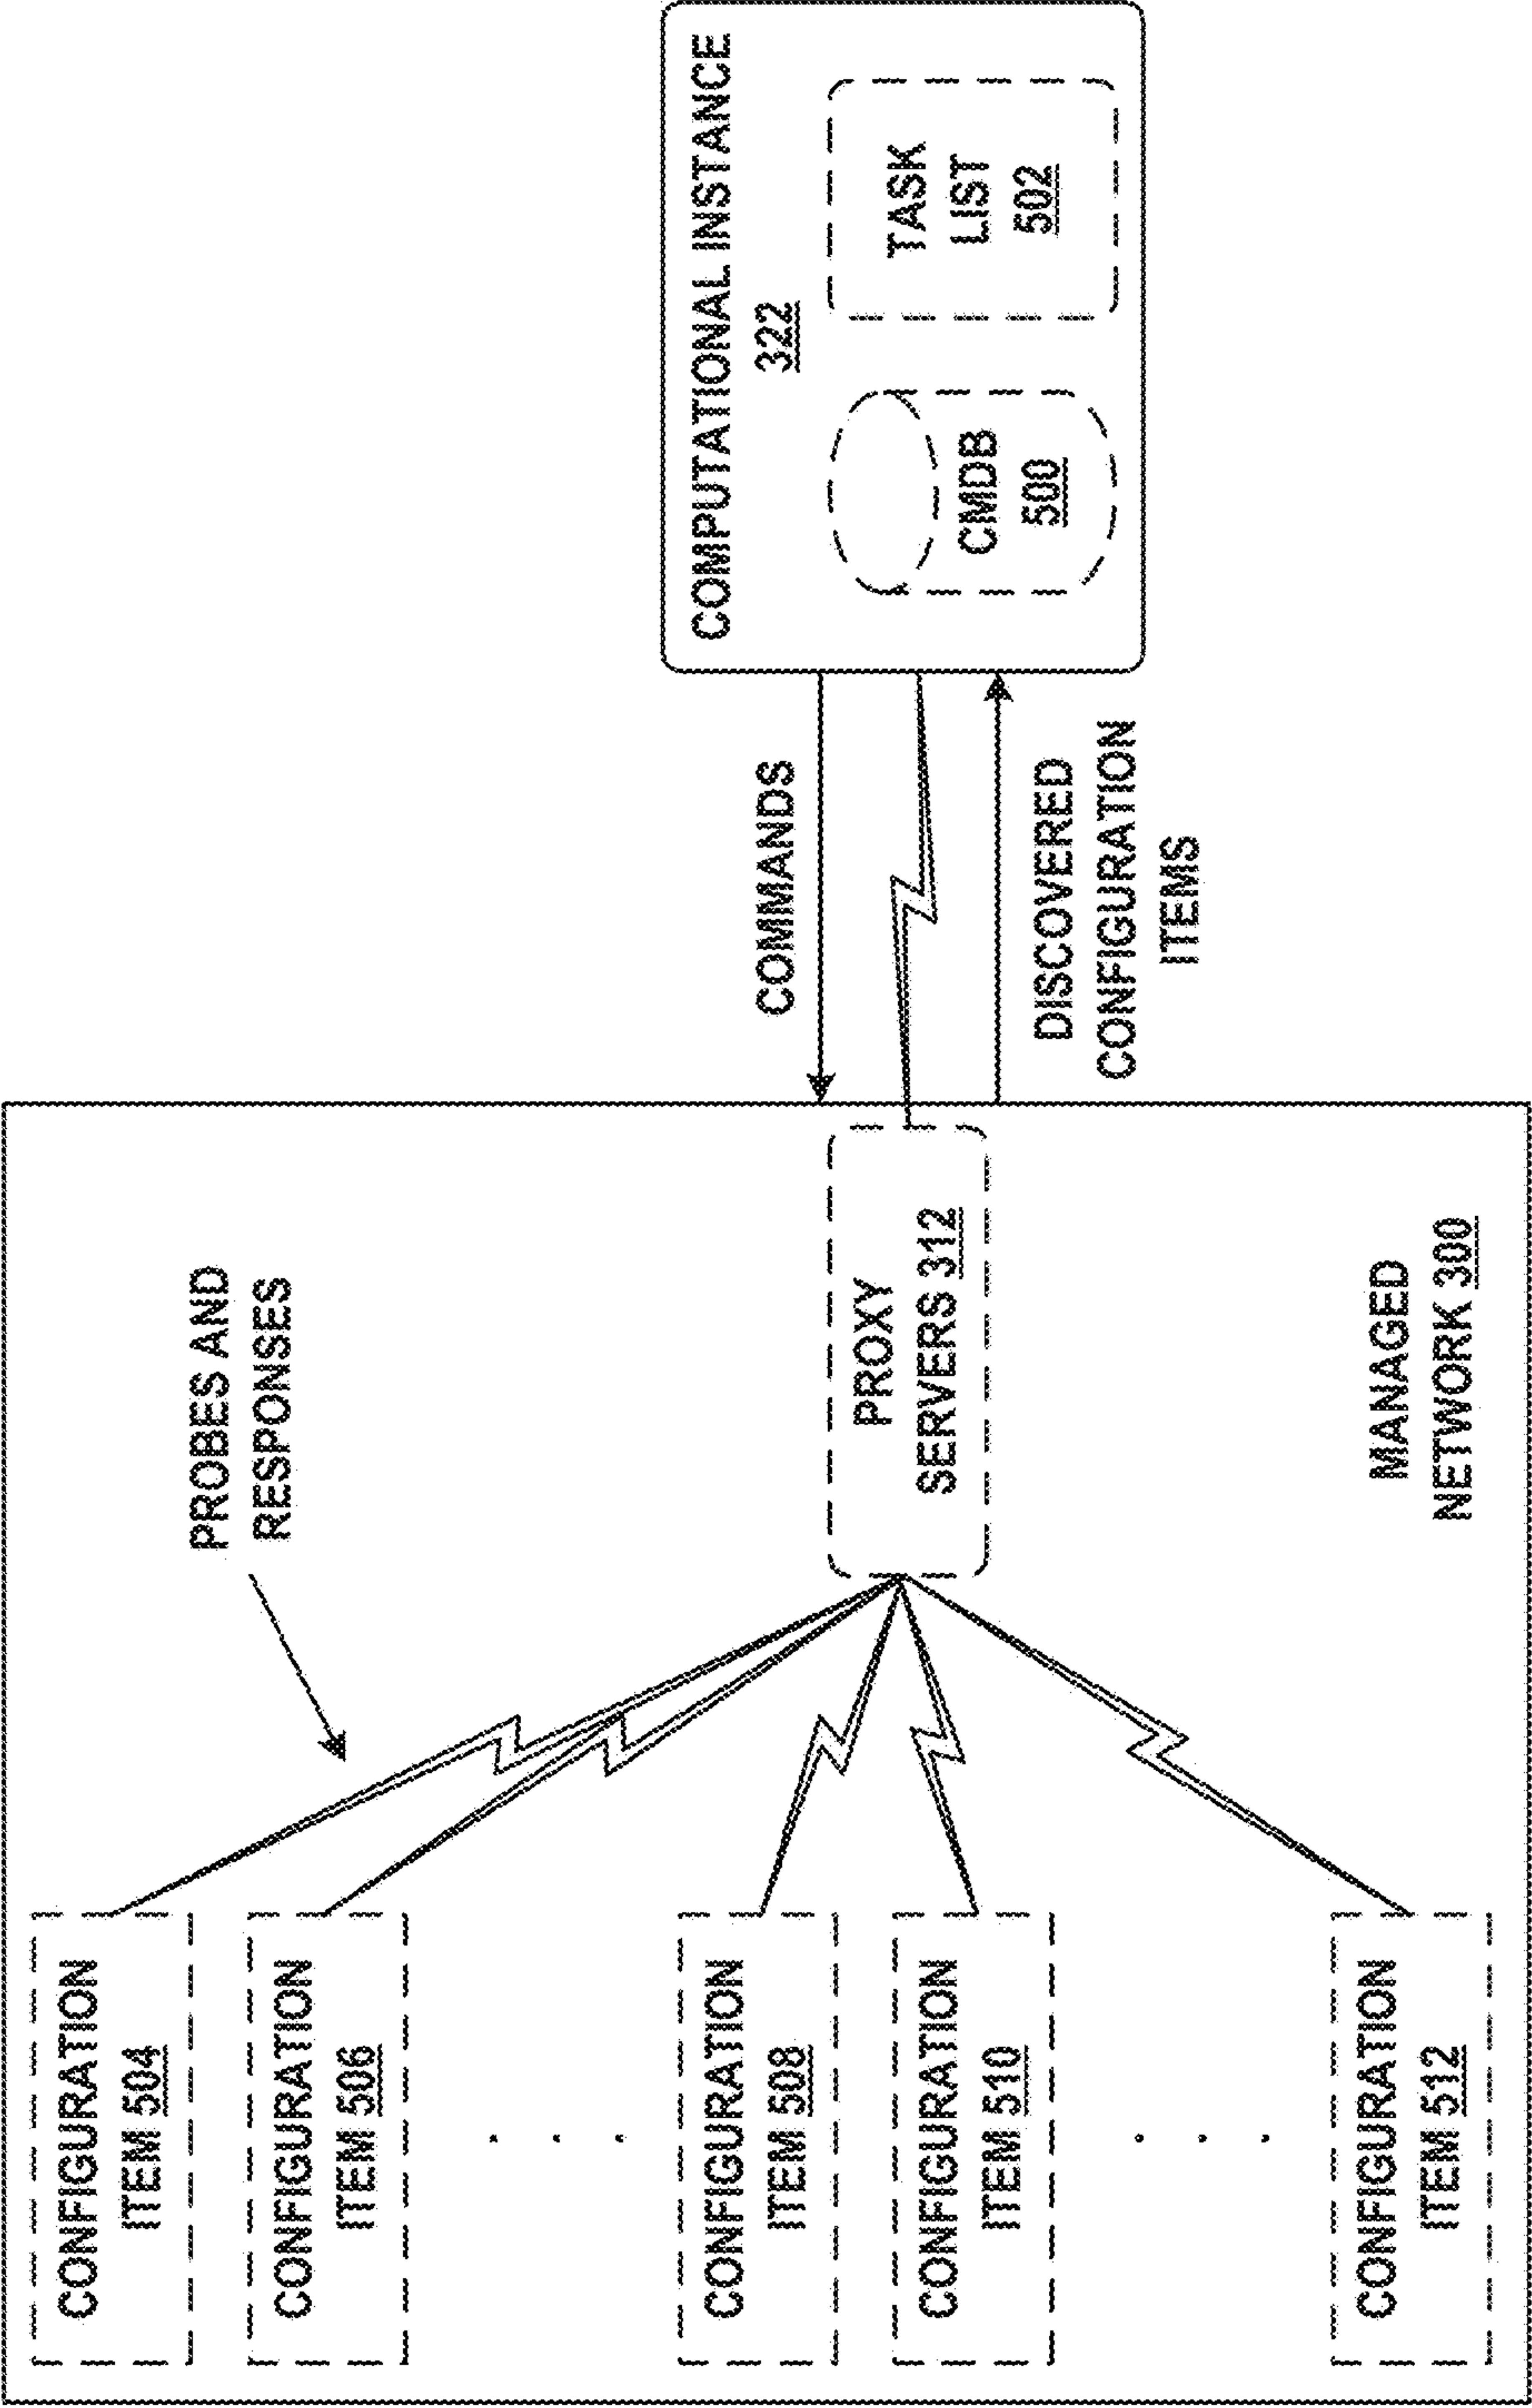 CONFIGURATION
ITEM 504
CONFIGURATION
ITEM 506
. . .
CONFIGURATION
ITEM 508
CONFIGURATION
ITEM 510
. . .
CONFIGURATION
ITEM 512
PROBES AND
RESPONSES
PROXY
SERVERS 312
MANAGED
NETWORK 300
COMMANDS
DISCOVERED
CONFIGURATION
ITEMS
COMPUTATIONAL INSTANCE
322
CMDB
500
TASK
LIST
502